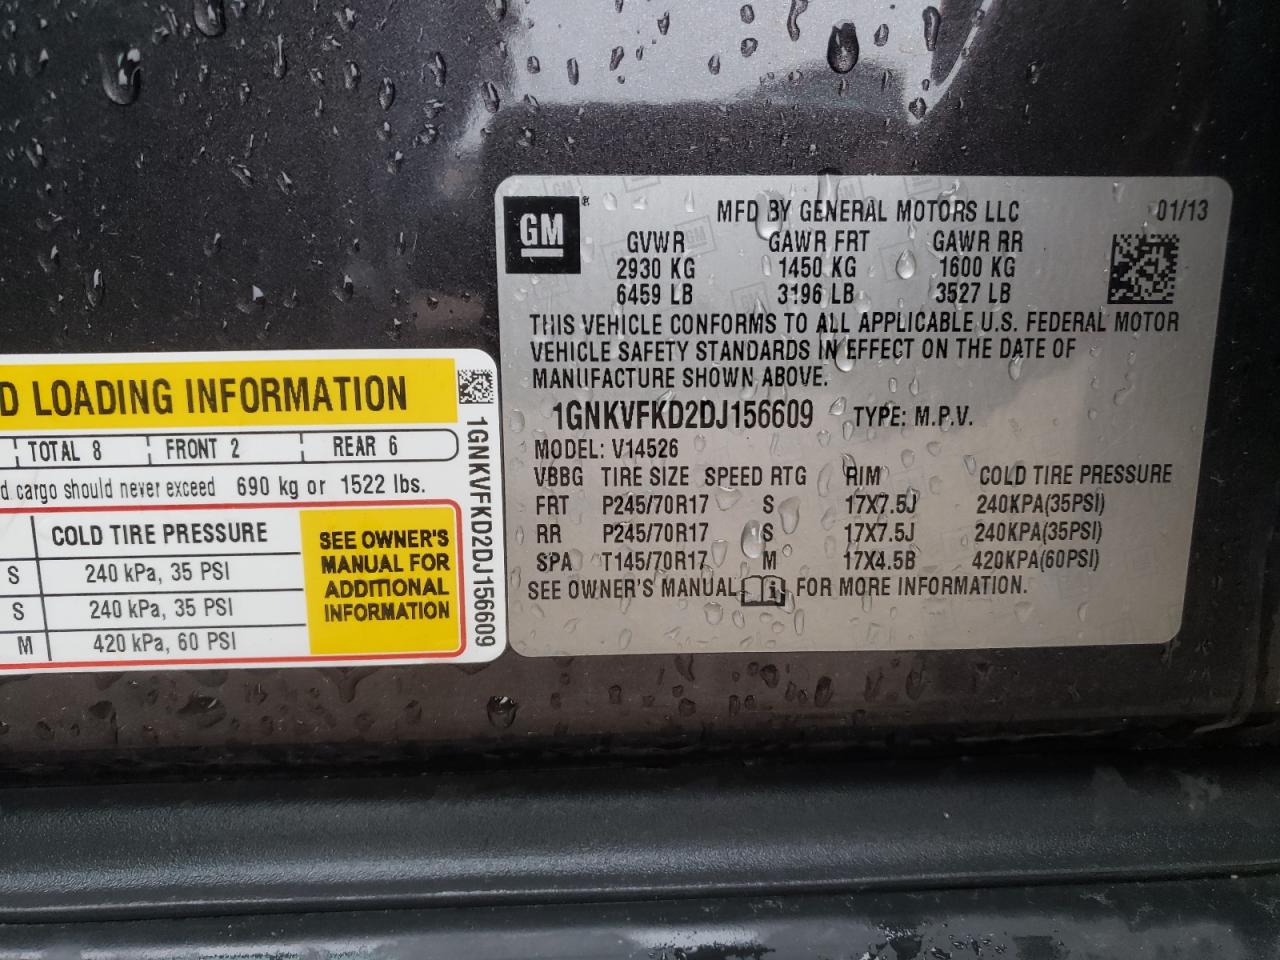 GM ®
MFD BY GENERAL MOTORS LLC 01/13
GVWR GAWR FRT GAWR RR
2930 KG 1450 KG 1600 KG
6459 LB 3196 LB 3527 LB
THIS VEHICLE CONFORMS TO ALL APPLICABLE U.S. FEDERAL MOTOR
VEHICLE SAFETY STANDARDS IN EFFECT ON THE DATE OF
MANUFACTURE SHOWN ABOVE.
1GNKVFKD2DJ156609 TYPE: M.P.V.
MODEL: V14526
VBBG TIRE SIZE SPEED RTG RIM COLD TIRE PRESSURE
FRT P245/70R17 S 17X7.5J 240KPA(35PSI)
RR P245/70R17 S 17X7.5J 240KPA(35PSI)
SPA T145/70R17 M 17X4.5B 420KPA(60PSI)
SEE OWNER'S MANUAL FOR MORE INFORMATION.
D LOADING INFORMATION
TOTAL 8 FRONT 2 REAR 6
d cargo should never exceed 690 kg or 1522 lbs.
COLD TIRE PRESSURE
S 240 kPa, 35 PSI
S 240 kPa, 35 PSI
M 420 kPa, 60 PSI
SEE OWNER'S
MANUAL FOR
ADDITIONAL
INFORMATION
1GNKVFKD2DJ156609